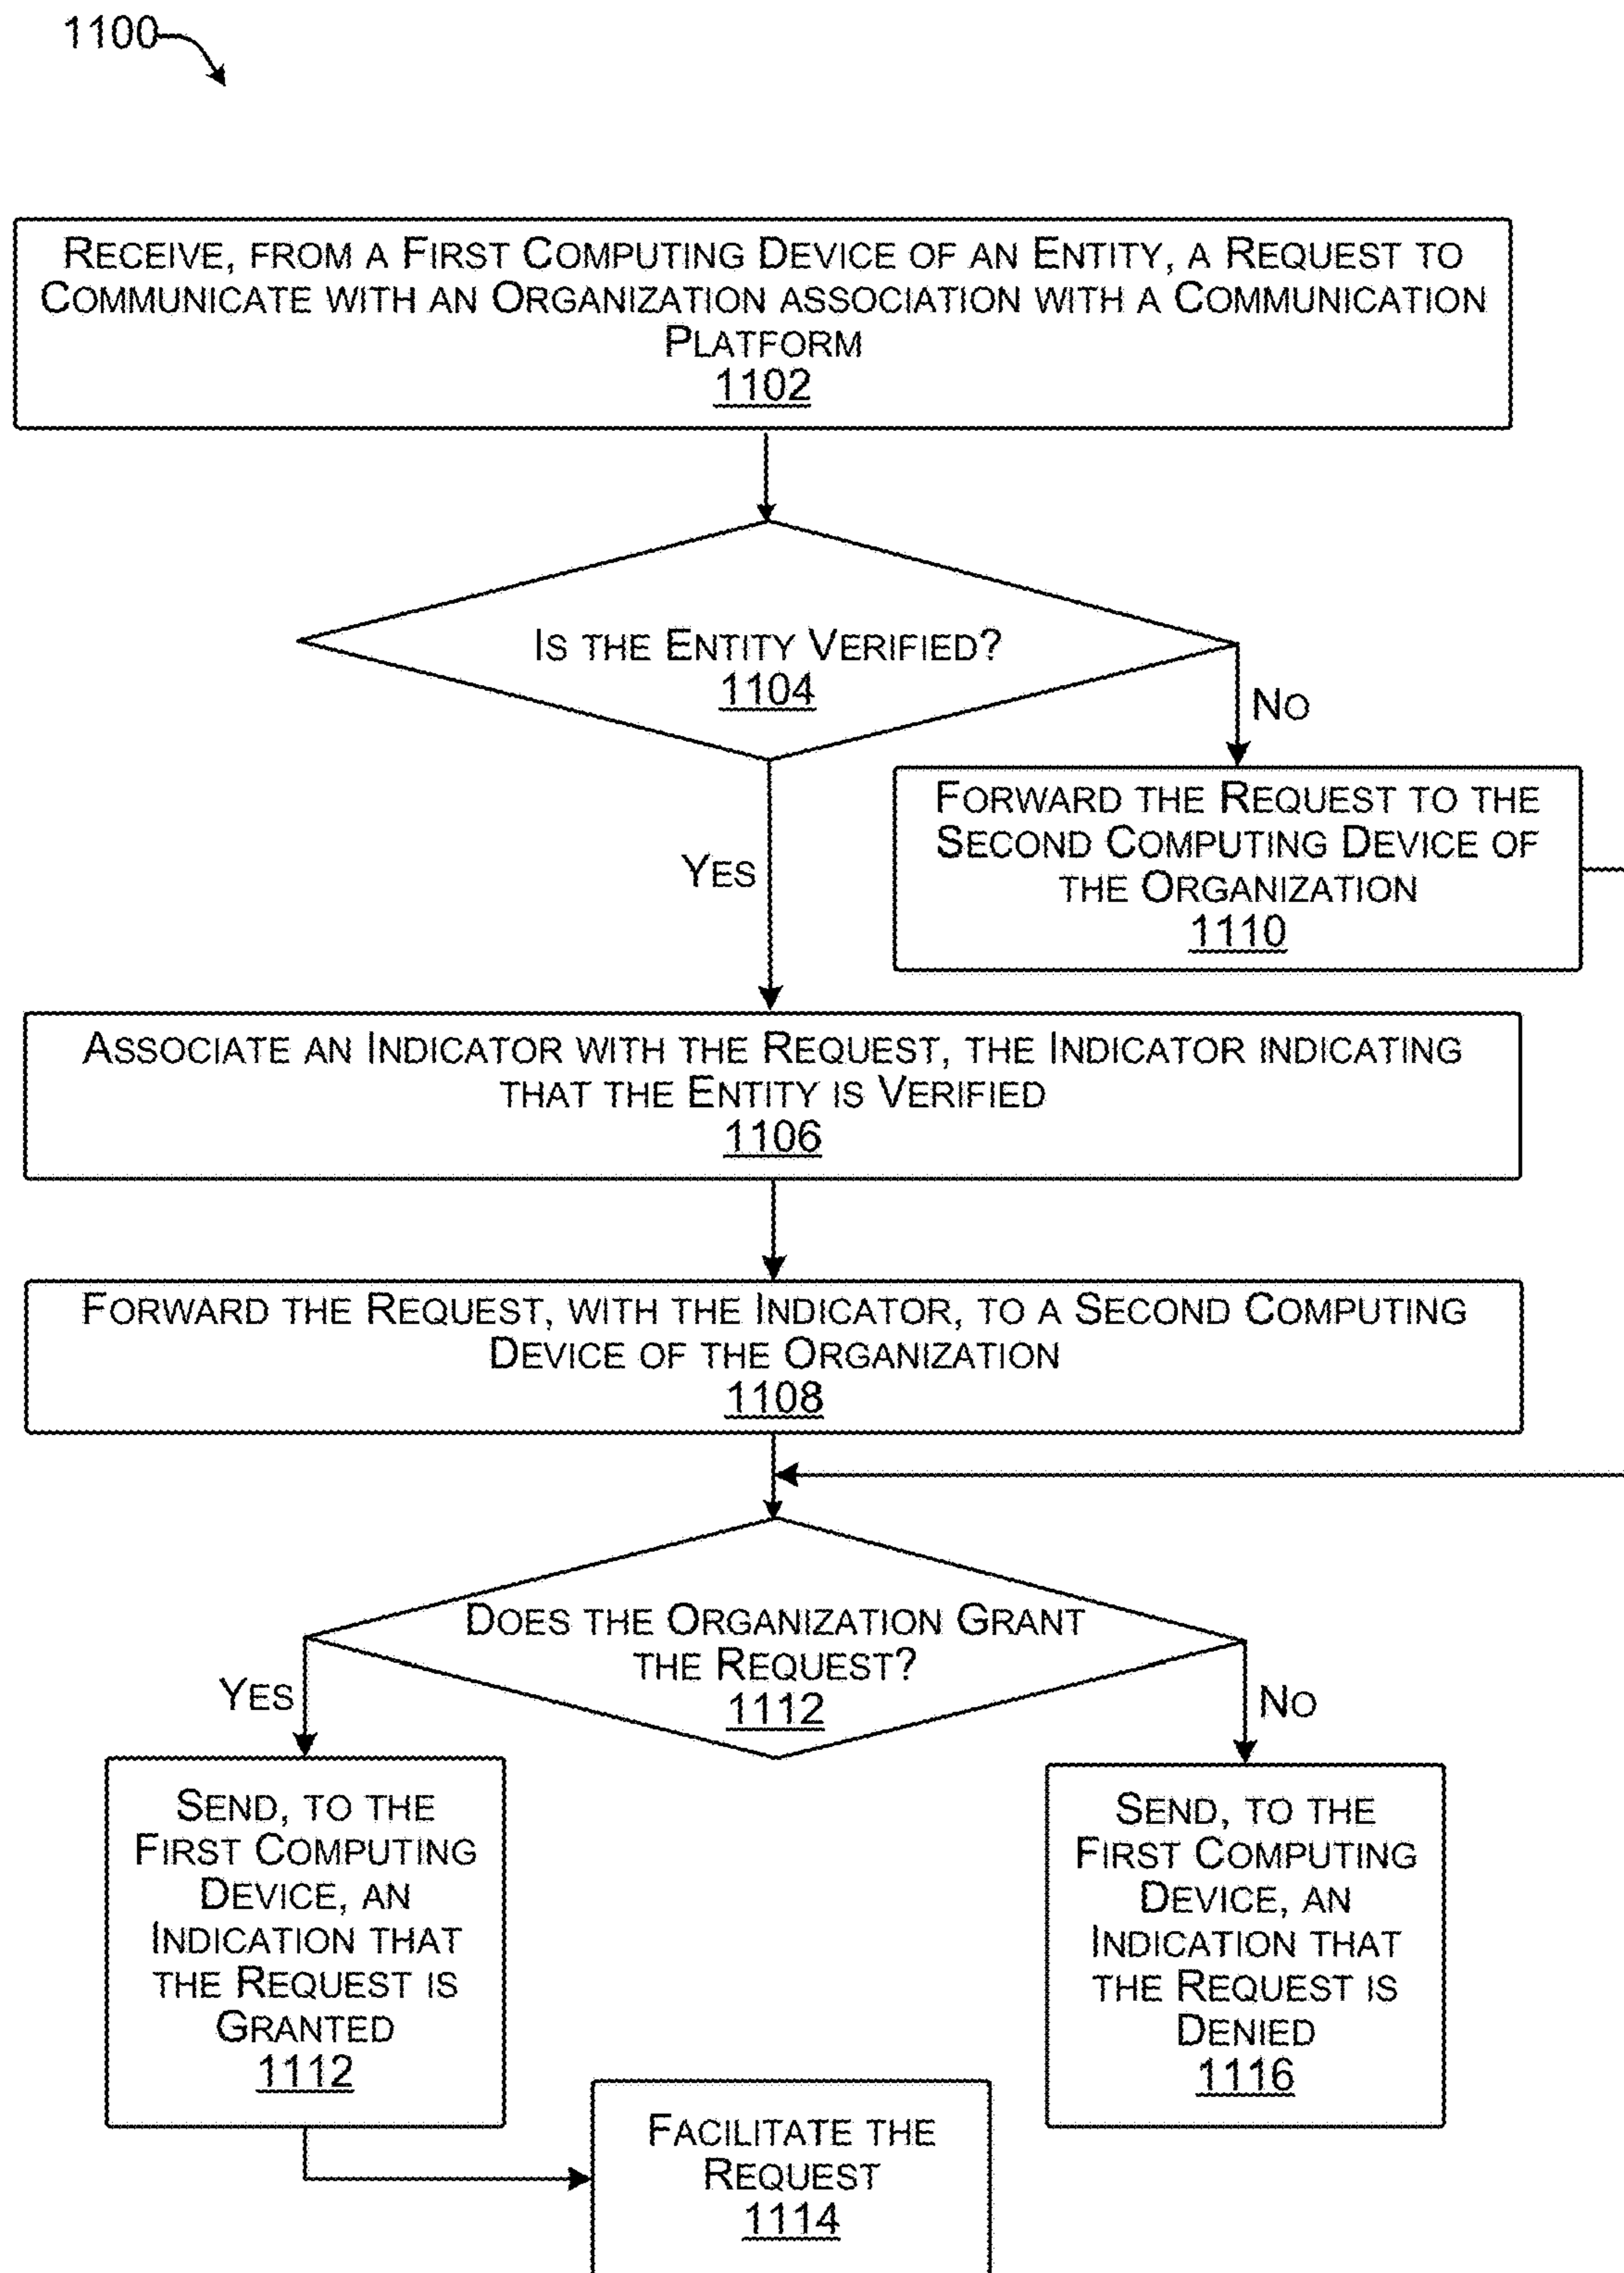 1100
RECEIVE, FROM A FIRST COMPUTING DEVICE OF AN ENTITY, A REQUEST TO
COMMUNICATE WITH AN ORGANIZATION ASSOCIATION WITH A COMMUNICATION
PLATFORM
1102
IS THE ENTITY VERIFIED?
1104
NO
FORWARD THE REQUEST TO THE
SECOND COMPUTING DEVICE OF
THE ORGANIZATION
1110
YES
ASSOCIATE AN INDICATOR WITH THE REQUEST, THE INDICATOR INDICATING
THAT THE ENTITY IS VERIFIED
1106
FORWARD THE REQUEST, WITH THE INDICATOR, TO A SECOND COMPUTING
DEVICE OF THE ORGANIZATION
1108
DOES THE ORGANIZATION GRANT
THE REQUEST?
1112
YES
NO
SEND, TO THE
FIRST COMPUTING
DEVICE, AN
INDICATION THAT
THE REQUEST IS
GRANTED
1112
SEND, TO THE
FIRST COMPUTING
DEVICE, AN
INDICATION THAT
THE REQUEST IS
DENIED
1116
FACILITATE THE
REQUEST
1114